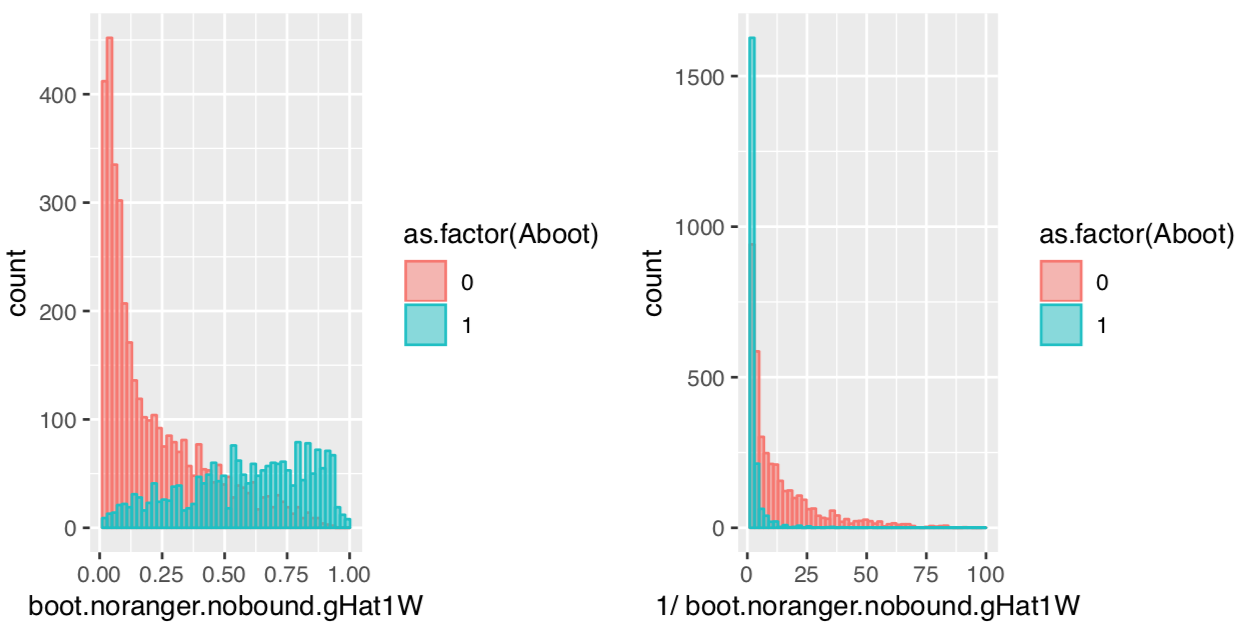 400
300
200
100
0
count
0.00 0.25 0.50 0.75 1.00
boot.noranger.nobound.gHat1W
as.factor(Aboot)
0
1
1500
1000
500
0
count
0 25 50 75 100
1/ boot.noranger.nobound.gHat1W
as.factor(Aboot)
0
1